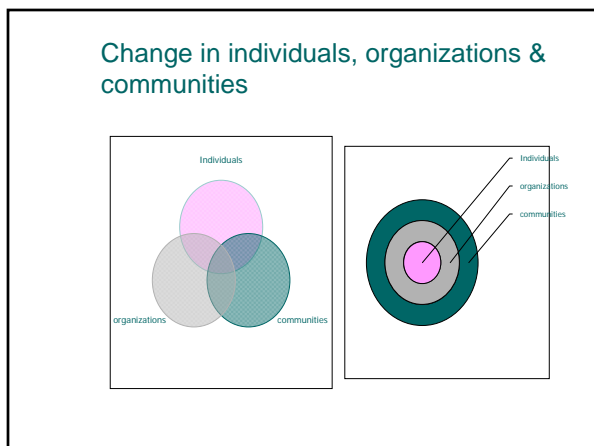 Change in individuals, organizations &
communities
Individuals
organizations
communities
Individuals
organizations
communities